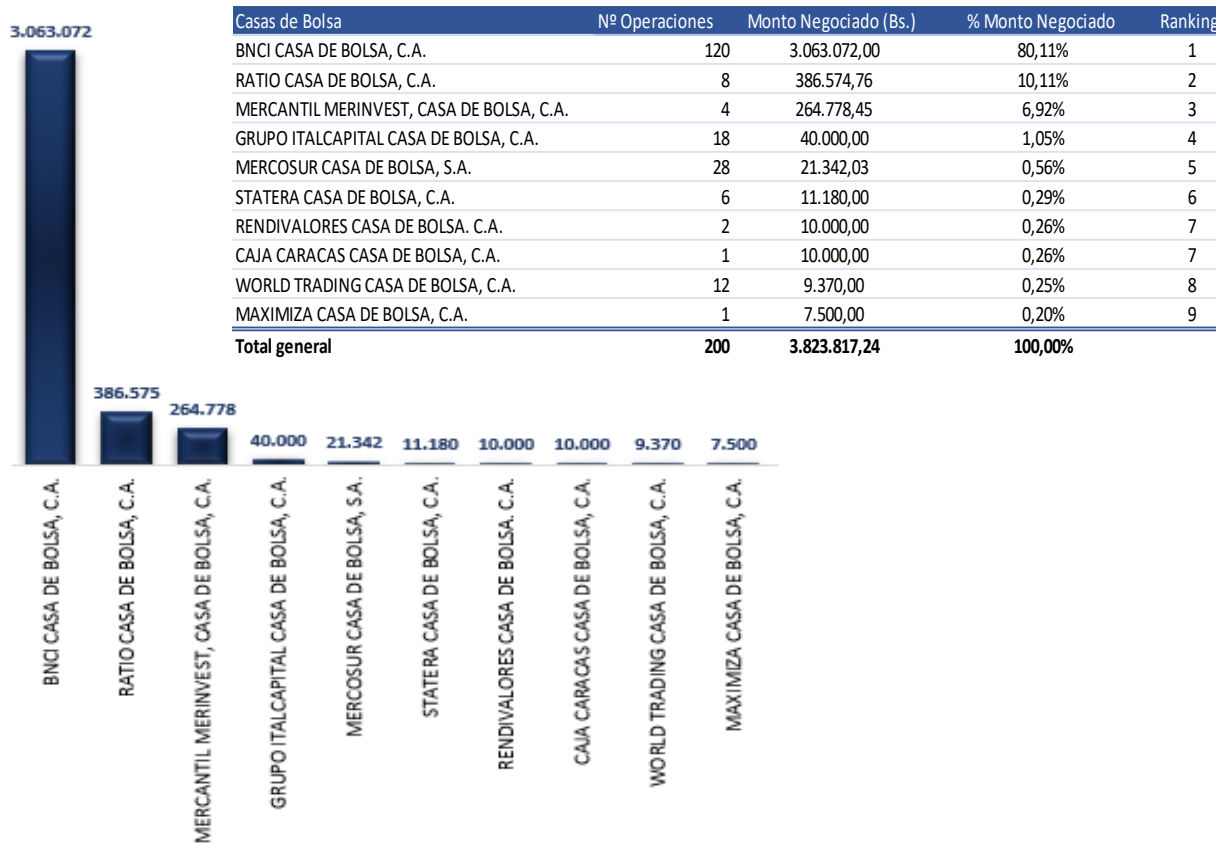 Casas de Bolsa Nº Operaciones Monto Negociado (Bs.) % Monto Negociado Ranking
BNCI CASA DE BOLSA, C.A. 120 3.063.072,00 80,11% 1
RATIO CASA DE BOLSA, C.A. 8 386.574,76 10,11% 2
MERCANTIL MERINVEST, CASA DE BOLSA, C.A. 4 264.778,45 6,92% 3
GRUPO ITALCAPITAL CASA DE BOLSA, C.A. 18 40.000,00 1,05% 4
MERCOSUR CASA DE BOLSA, S.A. 28 21.342,03 0,56% 5
STATERA CASA DE BOLSA, C.A. 6 11.180,00 0,29% 6
RENDIVALORES CASA DE BOLSA. C.A. 2 10.000,00 0,26% 7
CAJA CARACAS CASA DE BOLSA, C.A. 1 10.000,00 0,26% 7
WORLD TRADING CASA DE BOLSA, C.A. 12 9.370,00 0,25% 8
MAXIMIZA CASA DE BOLSA, C.A. 1 7.500,00 0,20% 9
Total general 200 3.823.817,24 100,00%
3.063.072
386.575
264.778
40.000
21.342
11.180
10.000
10.000
9.370
7.500
BNCI CASA DE BOLSA, C.A.
RATIO CASA DE BOLSA, C.A.
MERCANTIL MERINVEST, CASA DE BOLSA, C.A.
GRUPO ITALCAPITAL CASA DE BOLSA, C.A.
MERCOSUR CASA DE BOLSA, S.A.
STATERA CASA DE BOLSA, C.A.
RENDIVALORES CASA DE BOLSA. C.A.
CAJA CARACAS CASA DE BOLSA, C.A.
WORLD TRADING CASA DE BOLSA, C.A.
MAXIMIZA CASA DE BOLSA, C.A.